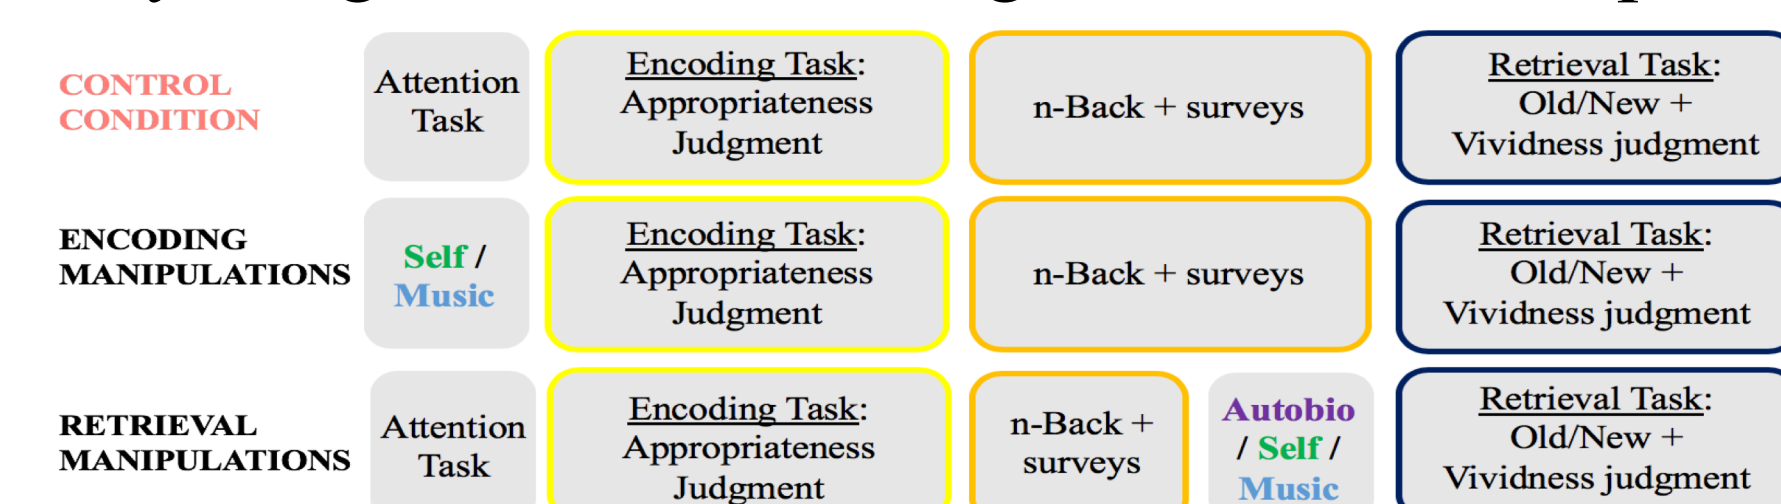 CONTROL
CONDITION
Attention
Task
Encoding Task:
Appropriateness
Judgment
n-Back + surveys
Retrieval Task:
Old/New +
Vividness judgment
ENCODING
MANIPULATIONS
Self /
Music
Encoding Task:
Appropriateness
Judgment
n-Back + surveys
Retrieval Task:
Old/New +
Vividness judgment
RETRIEVAL
MANIPULATIONS
Attention
Task
Encoding Task:
Appropriateness
Judgment
n-Back +
surveys
Autobio
/ Self /
Music
Retrieval Task:
Old/New +
Vividness judgment